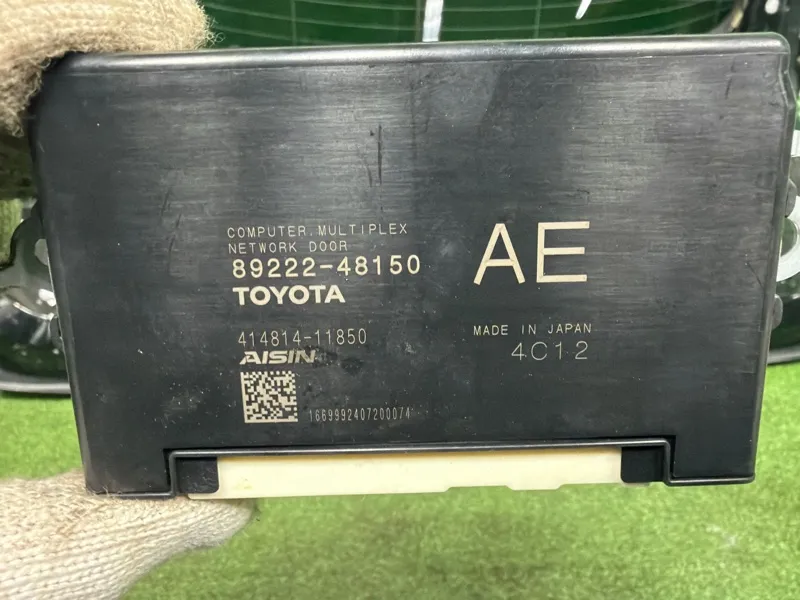 COMPUTER.MULTIPLEX
NETWORK DOOR
89222-48150
TOYOTA
AE
414814-11850
AISIN
MADE IN JAPAN
4C12
1669992407200074